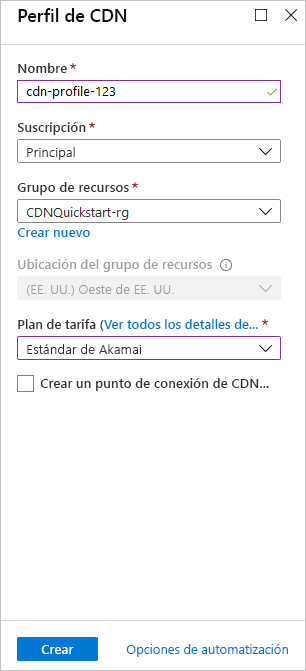 Perfil de CDN
Nombre *
cdn-profile-123
Suscripción *
Principal
Grupo de recursos *
CDNQuickstart-rg
Crear nuevo
Ubicación del grupo de recursos
(EE. UU.) Oeste de EE. UU.
Plan de tarifa (Ver todos los detalles de... *
Estándar de Akamai
Crear un punto de conexión de CDN...
Crear
Opciones de automatización